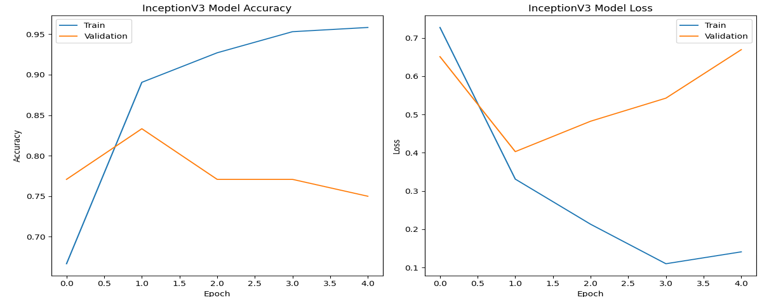 InceptionV3 Model Accuracy
Train
Validation
Accuracy
0.95
0.90
0.85
0.80
0.75
0.70
0.0 0.5 1.0 1.5 2.0 2.5 3.0 3.5 4.0
Epoch
InceptionV3 Model Loss
Train
Validation
Loss
0.7
0.6
0.5
0.4
0.3
0.2
0.1
0.0 0.5 1.0 1.5 2.0 2.5 3.0 3.5 4.0
Epoch